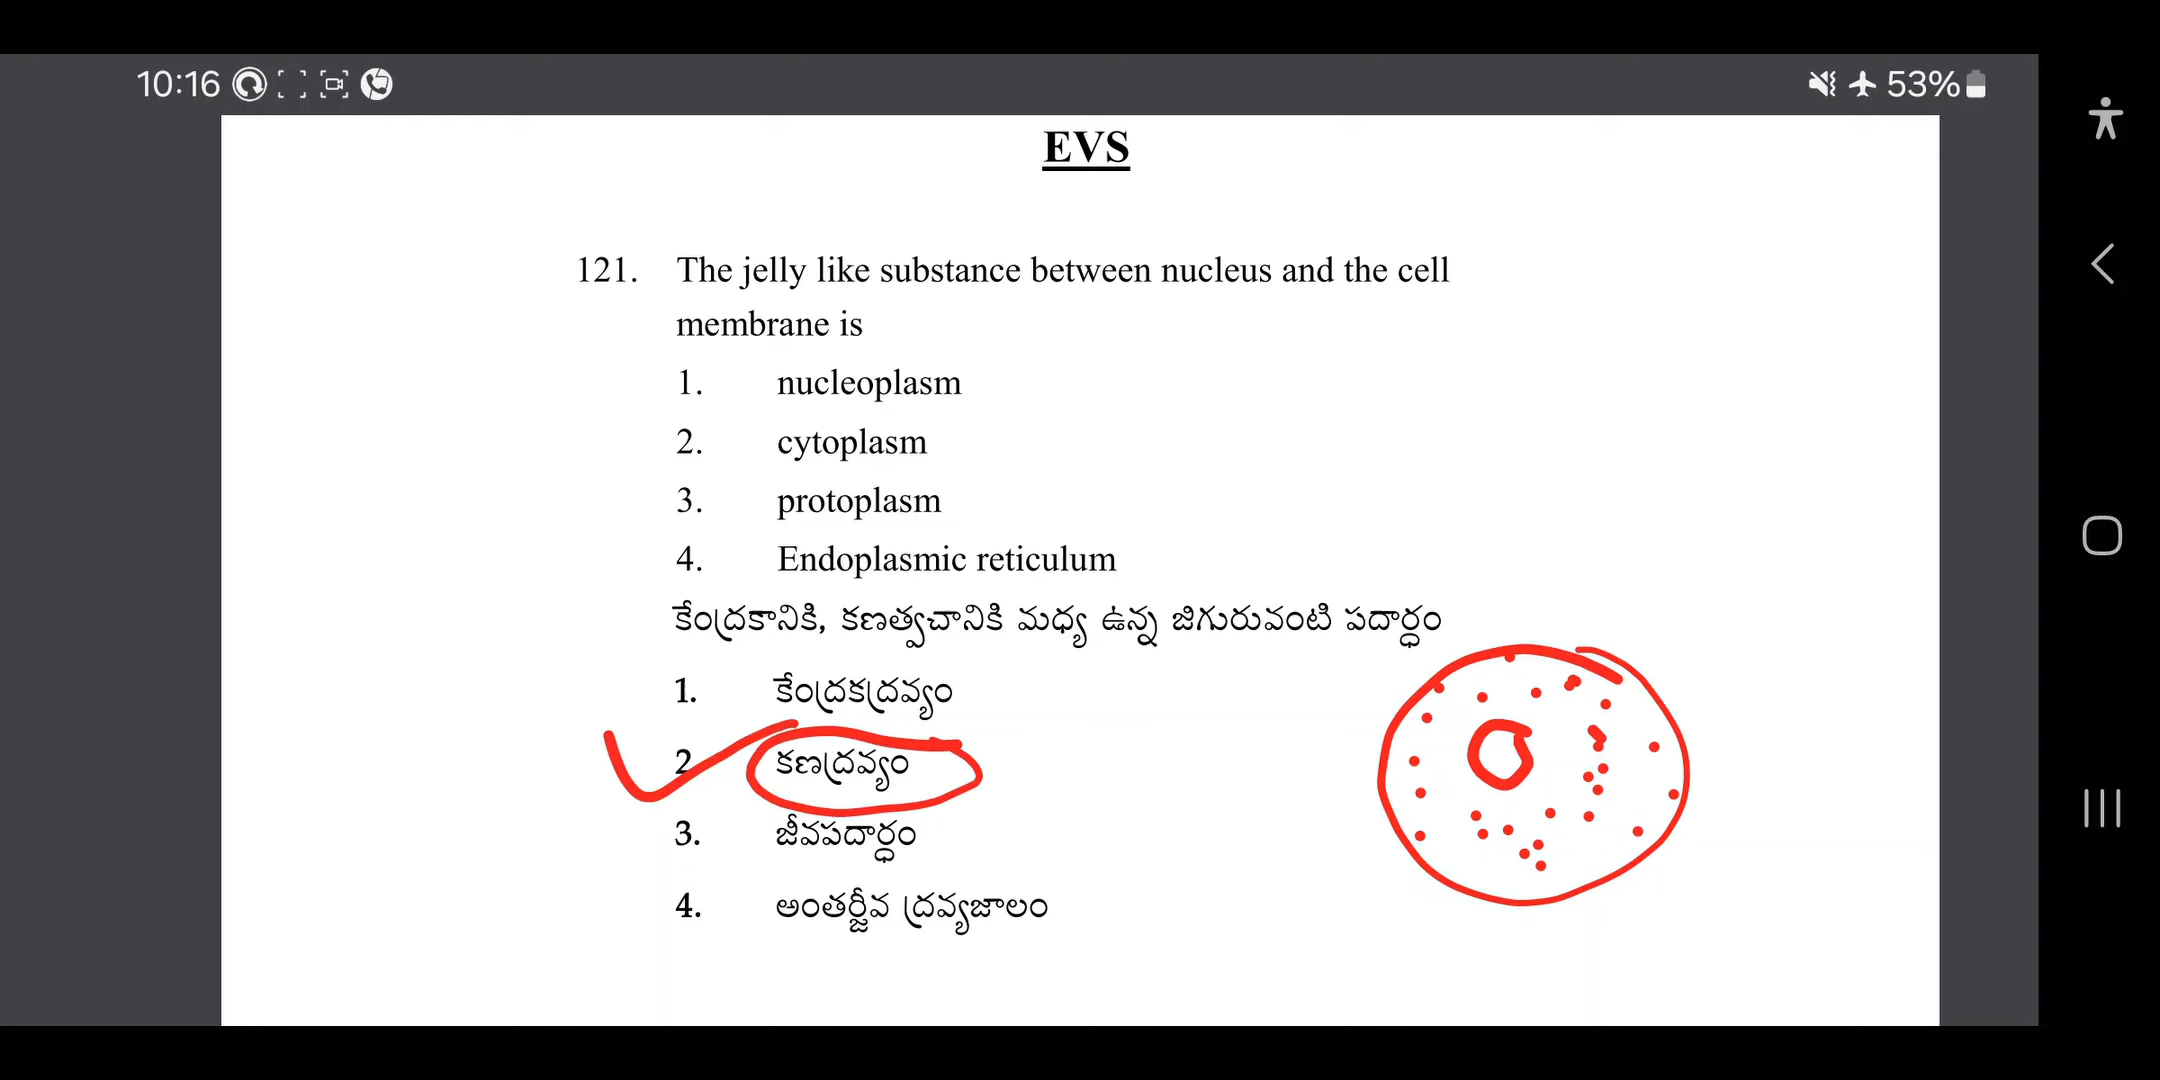 10:16
53%
EVS
121. The jelly like substance between nucleus and the cell
membrane is
1. nucleoplasm
2. cytoplasm
3. protoplasm
4. Endoplasmic reticulum
కేంద్రకానికి, కణత్వచానికి మధ్య ఉన్న జిగురువంటి పదార్థం
1. కేంద్రకద్రవ్యం
2 కణద్రవ్యం
3. జీవపదార్థం
4. అంతర్జీవ ద్రవ్యజాలం